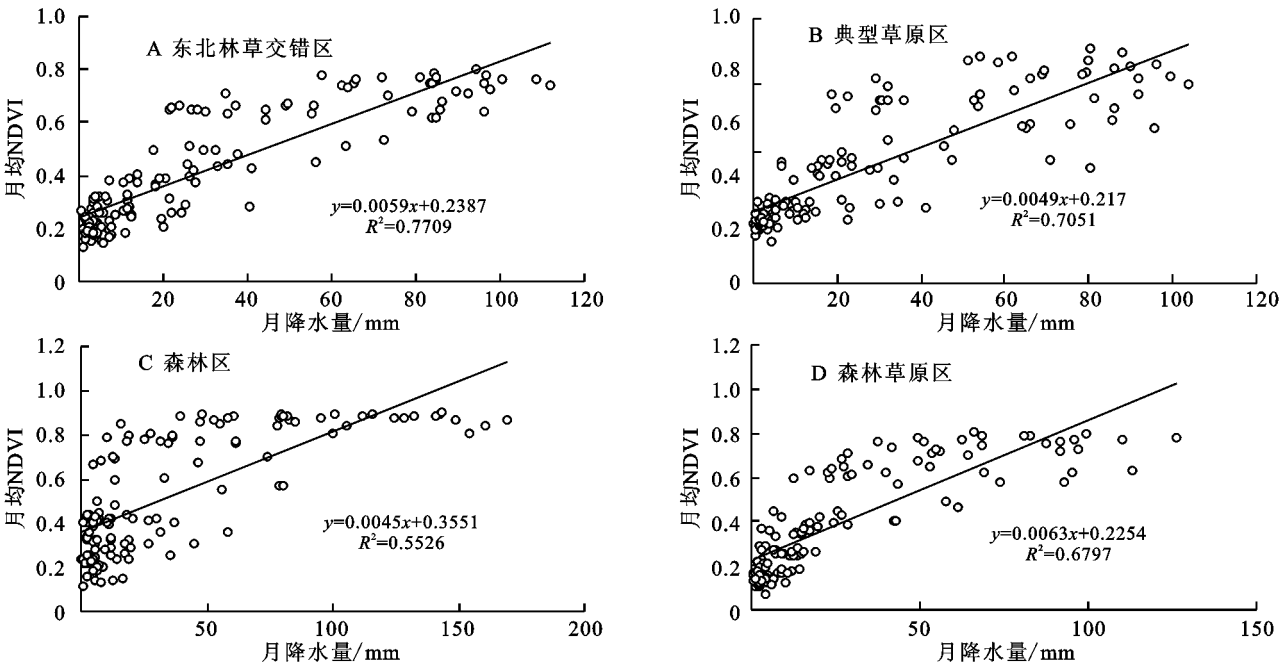 A 东北林草交错区
月均NDVI
1.0
0.8
0.6
0.4
0.2
0
y=0.0059x+0.2387
R²=0.7709
20 40 60 80 100 120
月降水量/mm
B 典型草原区
月均NDVI
1.0
0.8
0.6
0.4
0.2
0
y=0.0049x+0.217
R²=0.7051
20 40 60 80 100 120
月降水量/mm
C 森林区
月均NDVI
1.2
1.0
0.8
0.6
0.4
0.2
0
y=0.0045x+0.3551
R²=0.5526
50 100 150 200
月降水量/mm
D 森林草原区
月均NDVI
1.2
1.0
0.8
0.6
0.4
0.2
0
y=0.0063x+0.2254
R²=0.6797
50 100 150
月降水量/mm